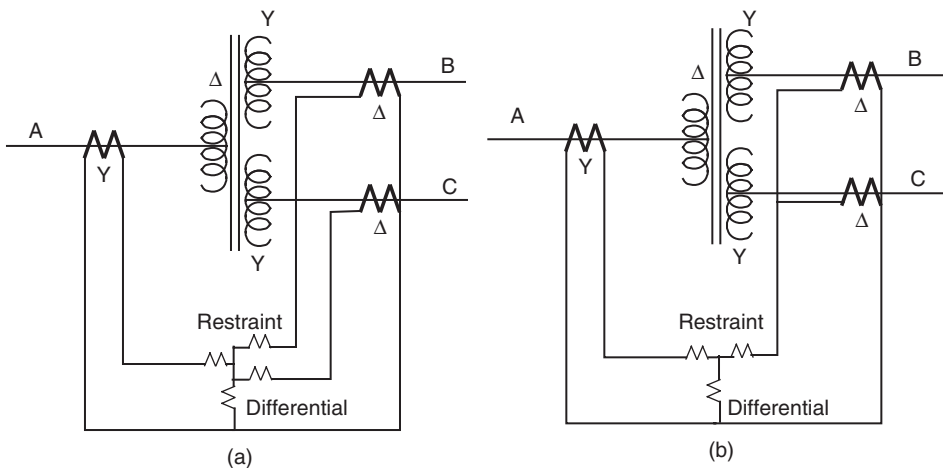 Y
Δ
B
Δ
A
Y
C
Δ
Y
Restraint
Differential
(a)
Y
Δ
B
Δ
A
Y
C
Δ
Y
Restraint
Differential
(b)